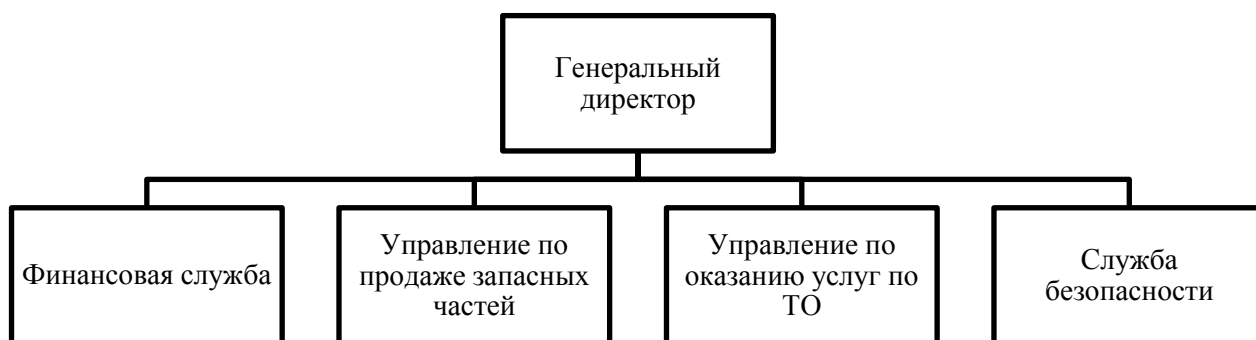 Генеральный
директор
Финансовая служба
Управление по
продаже запасных
частей
Управление по
оказанию услуг по
ТО
Служба
безопасности